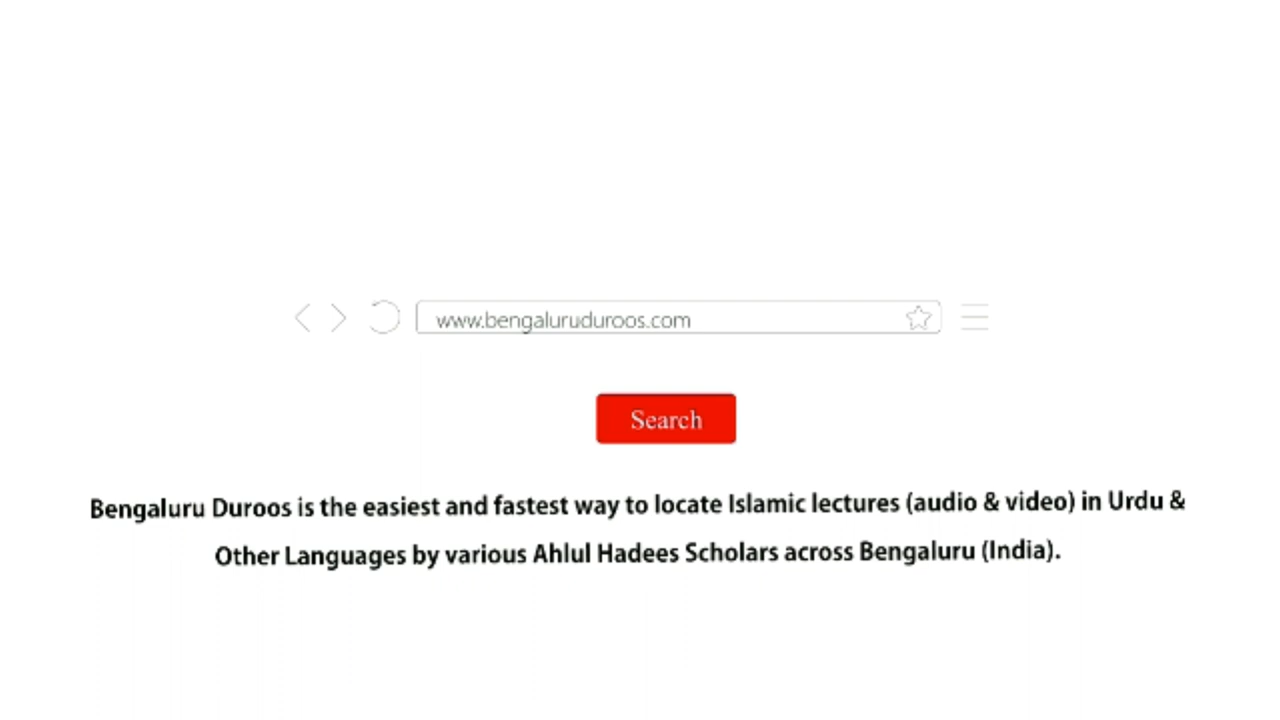 www.bengaluruduroos.com
Search
Bengaluru Duroos is the easiest and fastest way to locate Islamic lectures (audio & video) in Urdu &
Other Languages by various Ahlul Hadees Scholars across Bengaluru (India).